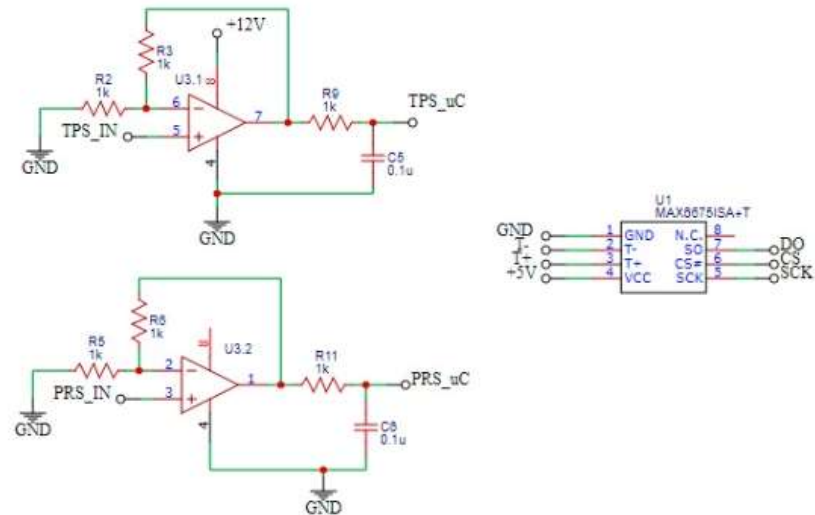 +12V
R3
1k
R2
1k
U3.1
8
6
7
R9
1k
TPS_uC
TPS_IN
5
4
C5
0.1u
GND
GND
U1
MAX6675ISA+T
GND 1 GND N.C. 8
T- 2 T- SO 7 DO
T+ 3 T+ CS# 6 CS
+5V 4 VCC SCK 5 SCK
R6
1k
R5
1k
8
U3.2
2
1
R11
1k
PRS_uC
PRS_IN
3
4
C6
0.1u
GND
GND